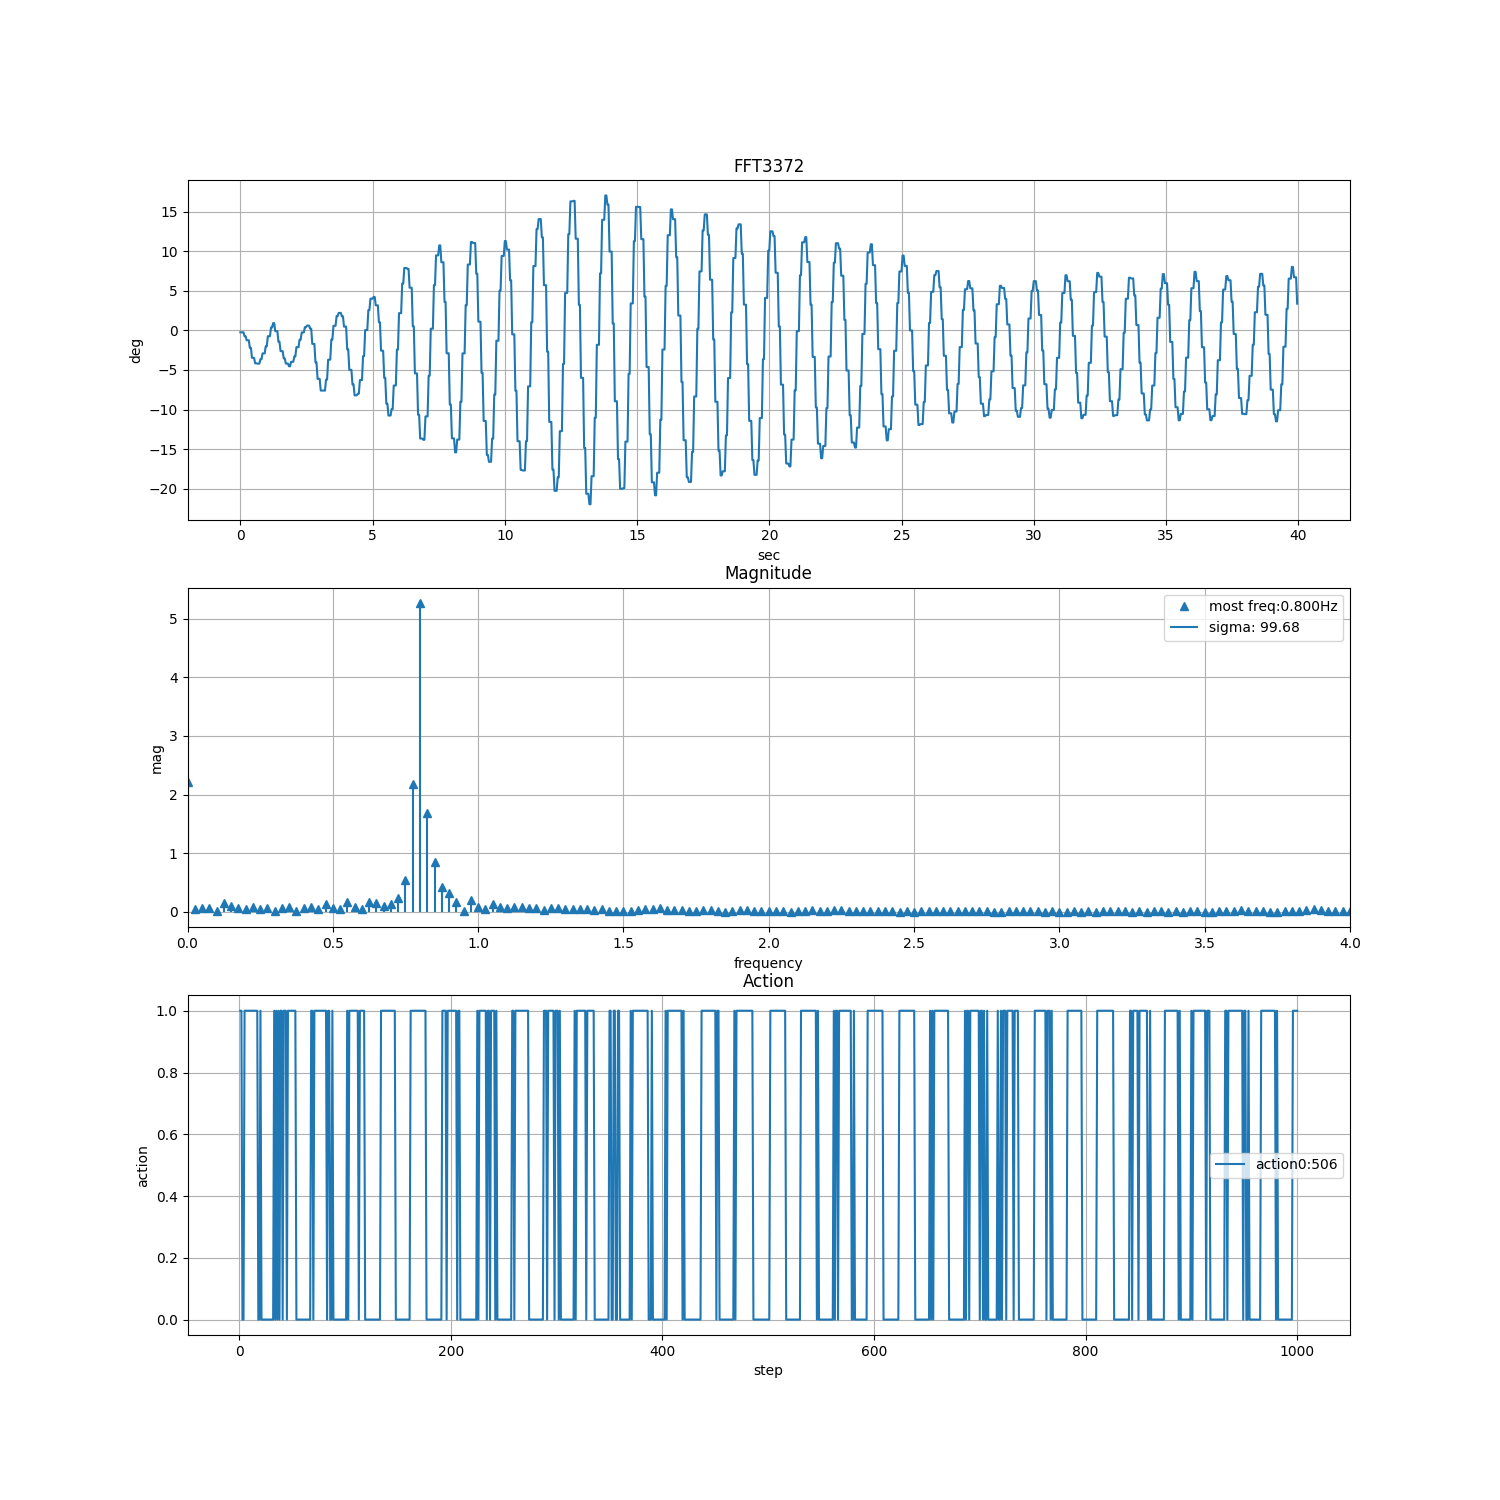 FFT3372
15
10
5
0
−5
−10
−15
−20
deg
0 5 10 15 20 25 30 35 40
sec
Magnitude
5
4
3
2
1
0
mag
most freq:0.800Hz
sigma: 99.68
0.0 0.5 1.0 1.5 2.0 2.5 3.0 3.5 4.0
frequency
Action
1.0
0.8
0.6
0.4
0.2
0.0
action
action0:506
0 200 400 600 800 1000
step